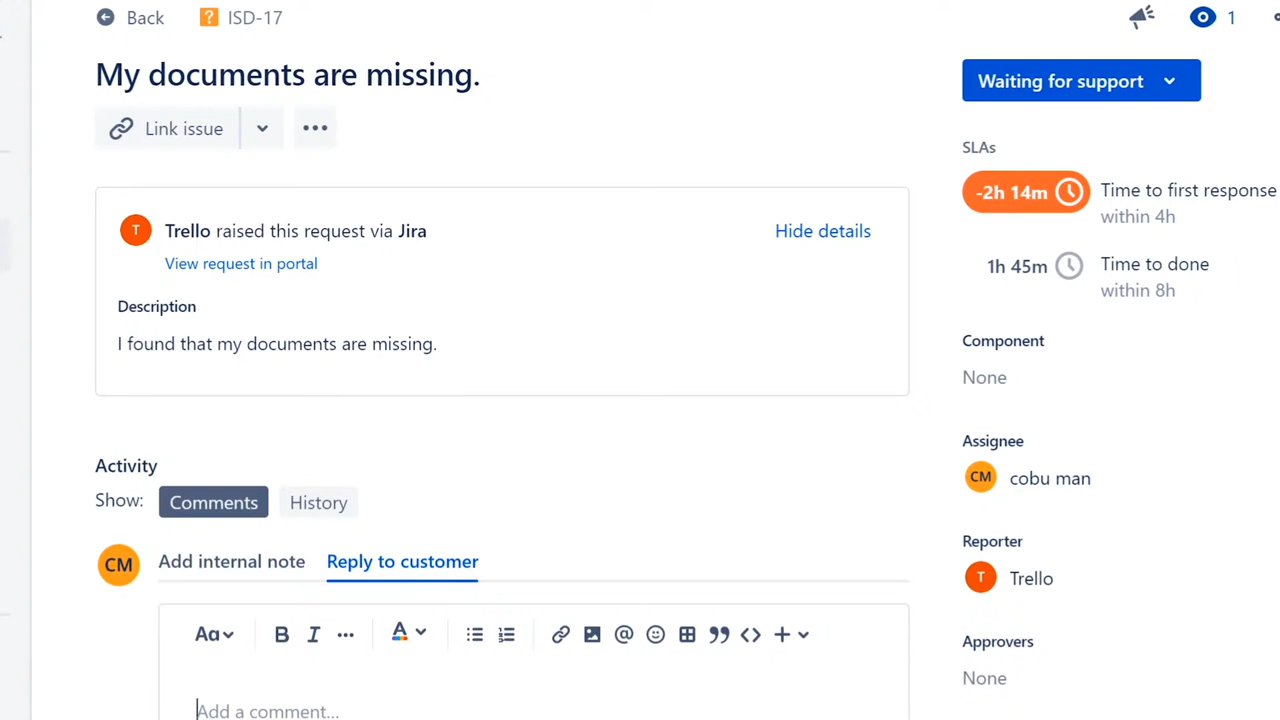 Back
? ISD-17
1
My documents are missing.
Waiting for support
Link issue
SLAs
-2h 14m
Time to first response
within 4h
T
Trello raised this request via Jira
Hide details
View request in portal
1h 45m
Time to done
within 8h
Description
I found that my documents are missing.
Component
None
Activity
Assignee
CM
cobu man
Show:
Comments
History
Reporter
CM
Add internal note
Reply to customer
T
Trello
Aa
B
I
A
@
Approvers
None
Add a comment...